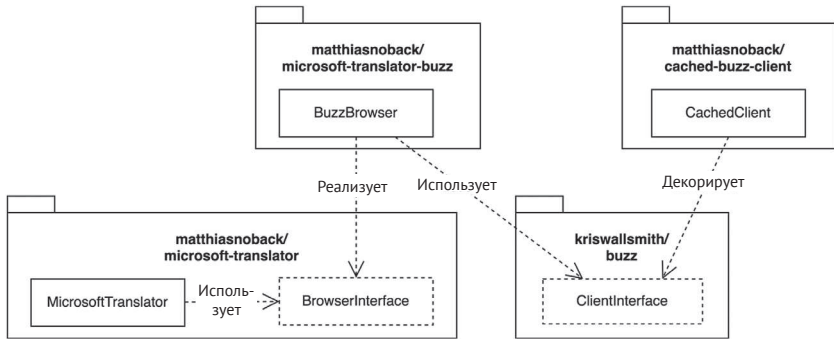 matthiasnoback/
microsoft-translator-buzz
BuzzBrowser
matthiasnoback/
cached-buzz-client
CachedClient
Реализует
Использует
Декорирует
matthiasnoback/
microsoft-translator
MicrosoftTranslator
Исполь-
зует
BrowserInterface
kriswallsmith/
buzz
ClientInterface